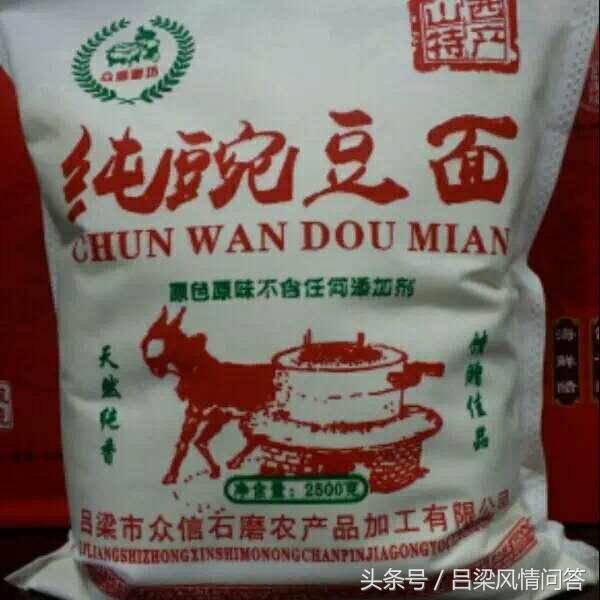 山西
特产
纯豌豆面
CHUN WAN DOU MIAN
原色原味不含任何添加剂
天然纯香
馈赠佳品
净含量：2500克
吕梁市众信石磨农产品加工有限公司
海鲜醋
头条号 / 吕梁风情问答